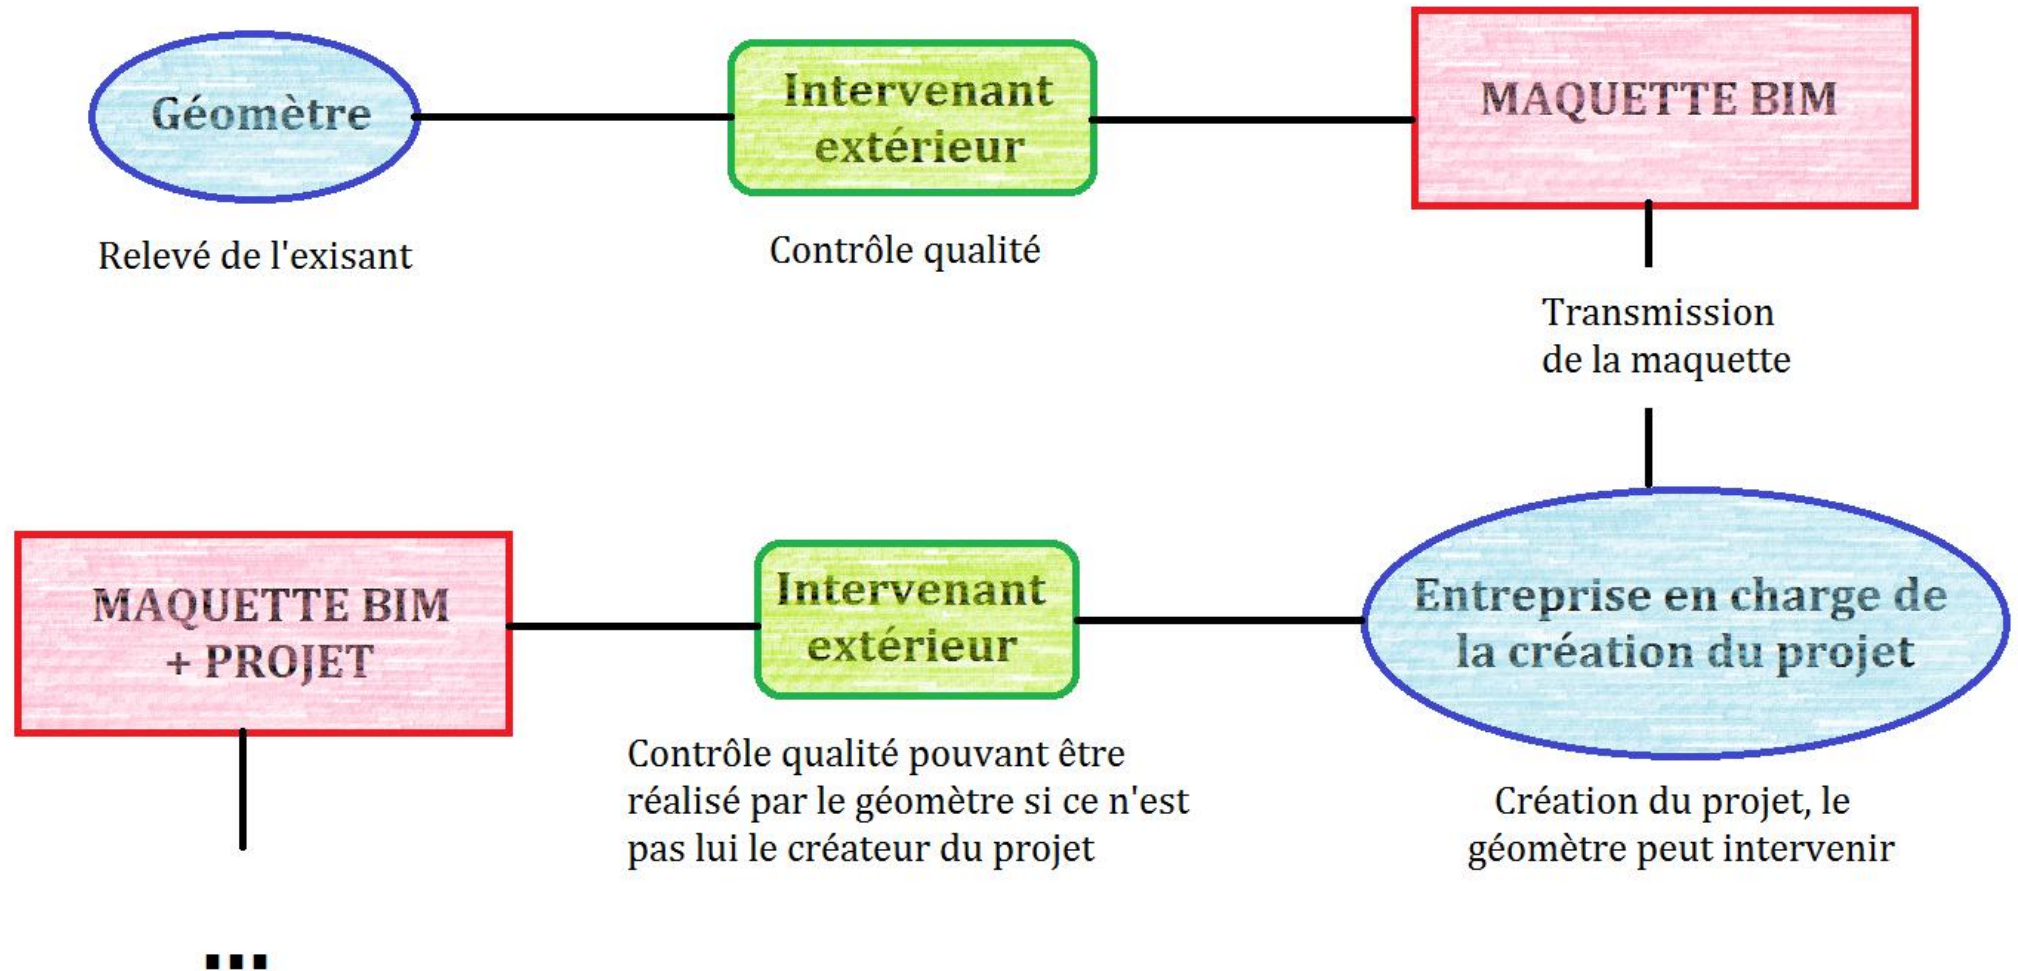 Géomètre
Relevé de l'exisant
Intervenant
extérieur
Contrôle qualité
MAQUETTE BIM
Transmission
de la maquette
Entreprise en charge de
la création du projet
Création du projet, le
géomètre peut intervenir
Intervenant
extérieur
Contrôle qualité pouvant être
réalisé par le géomètre si ce n'est
pas lui le créateur du projet
MAQUETTE BIM
+ PROJET
...